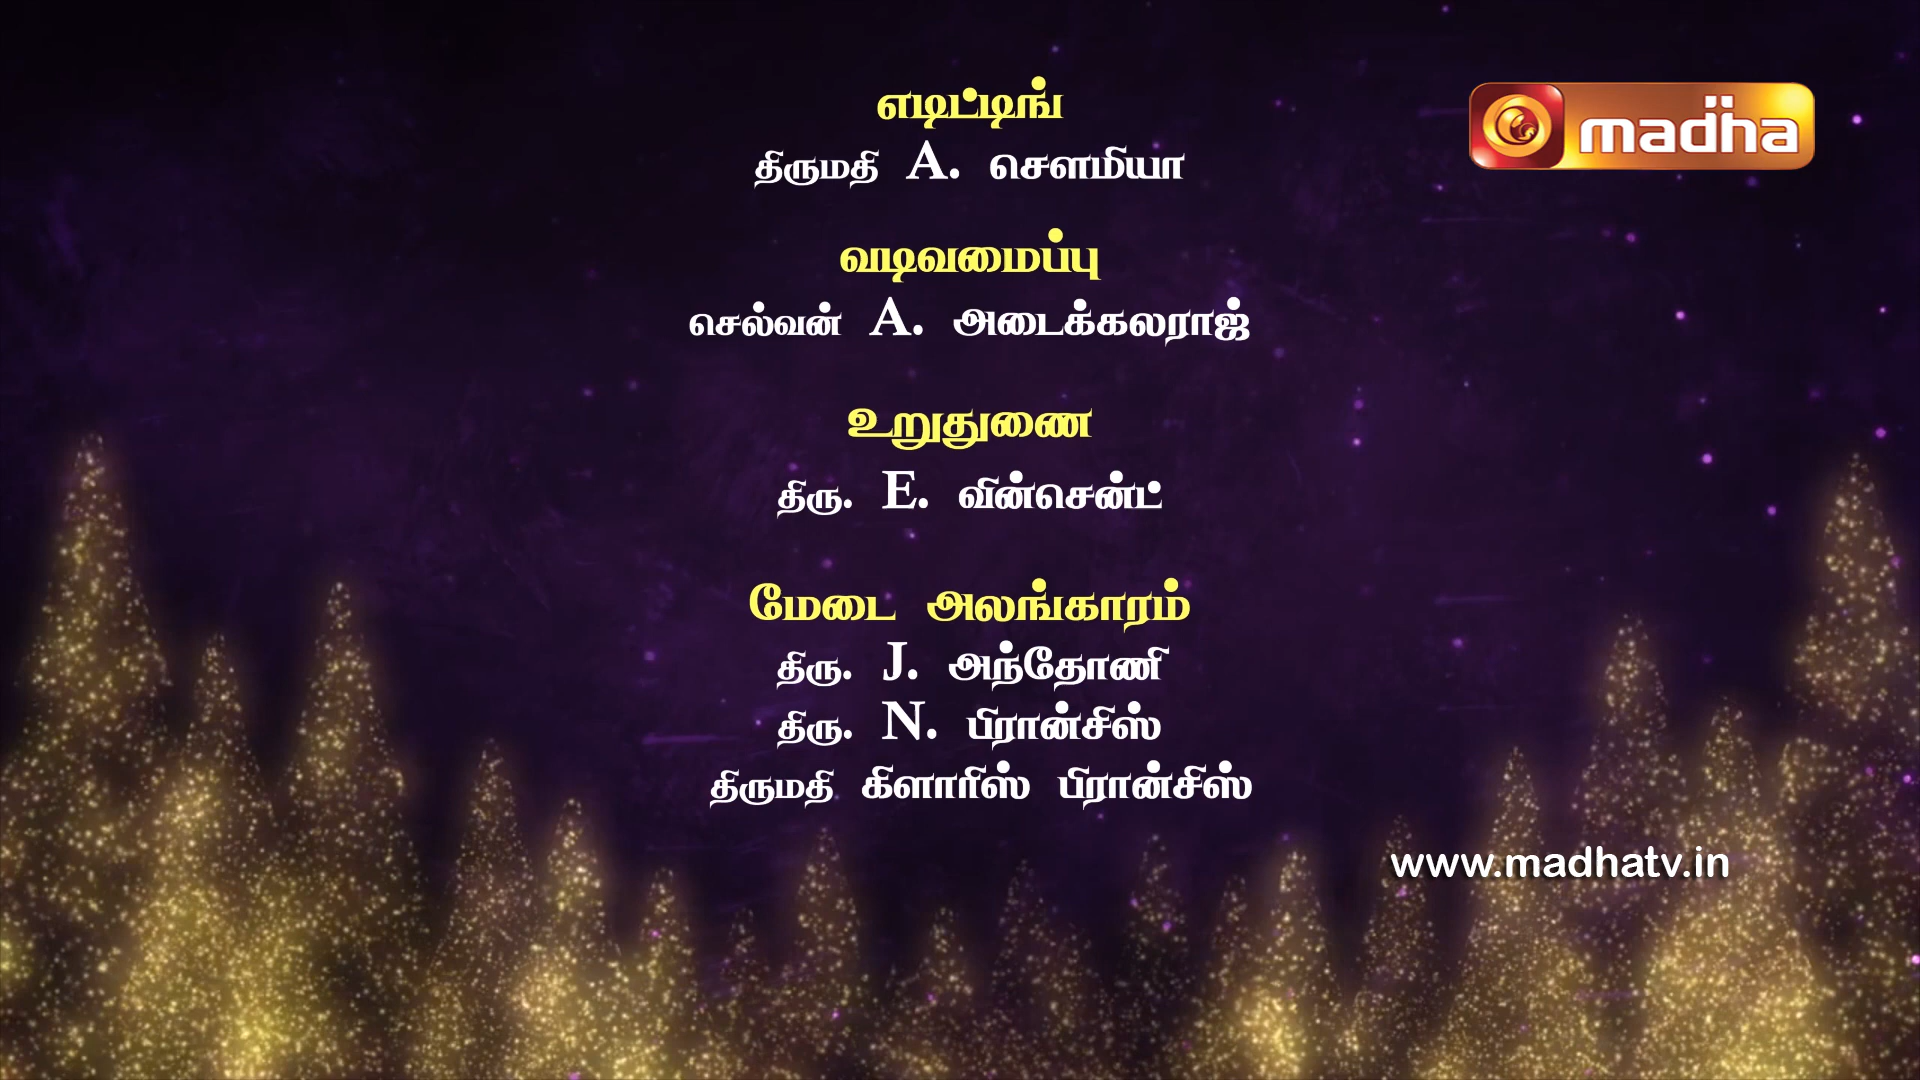 எடிட்டிங்
madha
திருமதி A. சௌமியா
வடிவமைப்பு
செல்வன் A. அடைக்கலராஜ்
உறுதுணை
திரு. E. வின்சென்ட்
மேடை அலங்காரம்
திரு. J. அந்தோணி
திரு. N. பிரான்சிஸ்
திருமதி கிளாரிஸ் பிரான்சிஸ்
www.madhatv.in